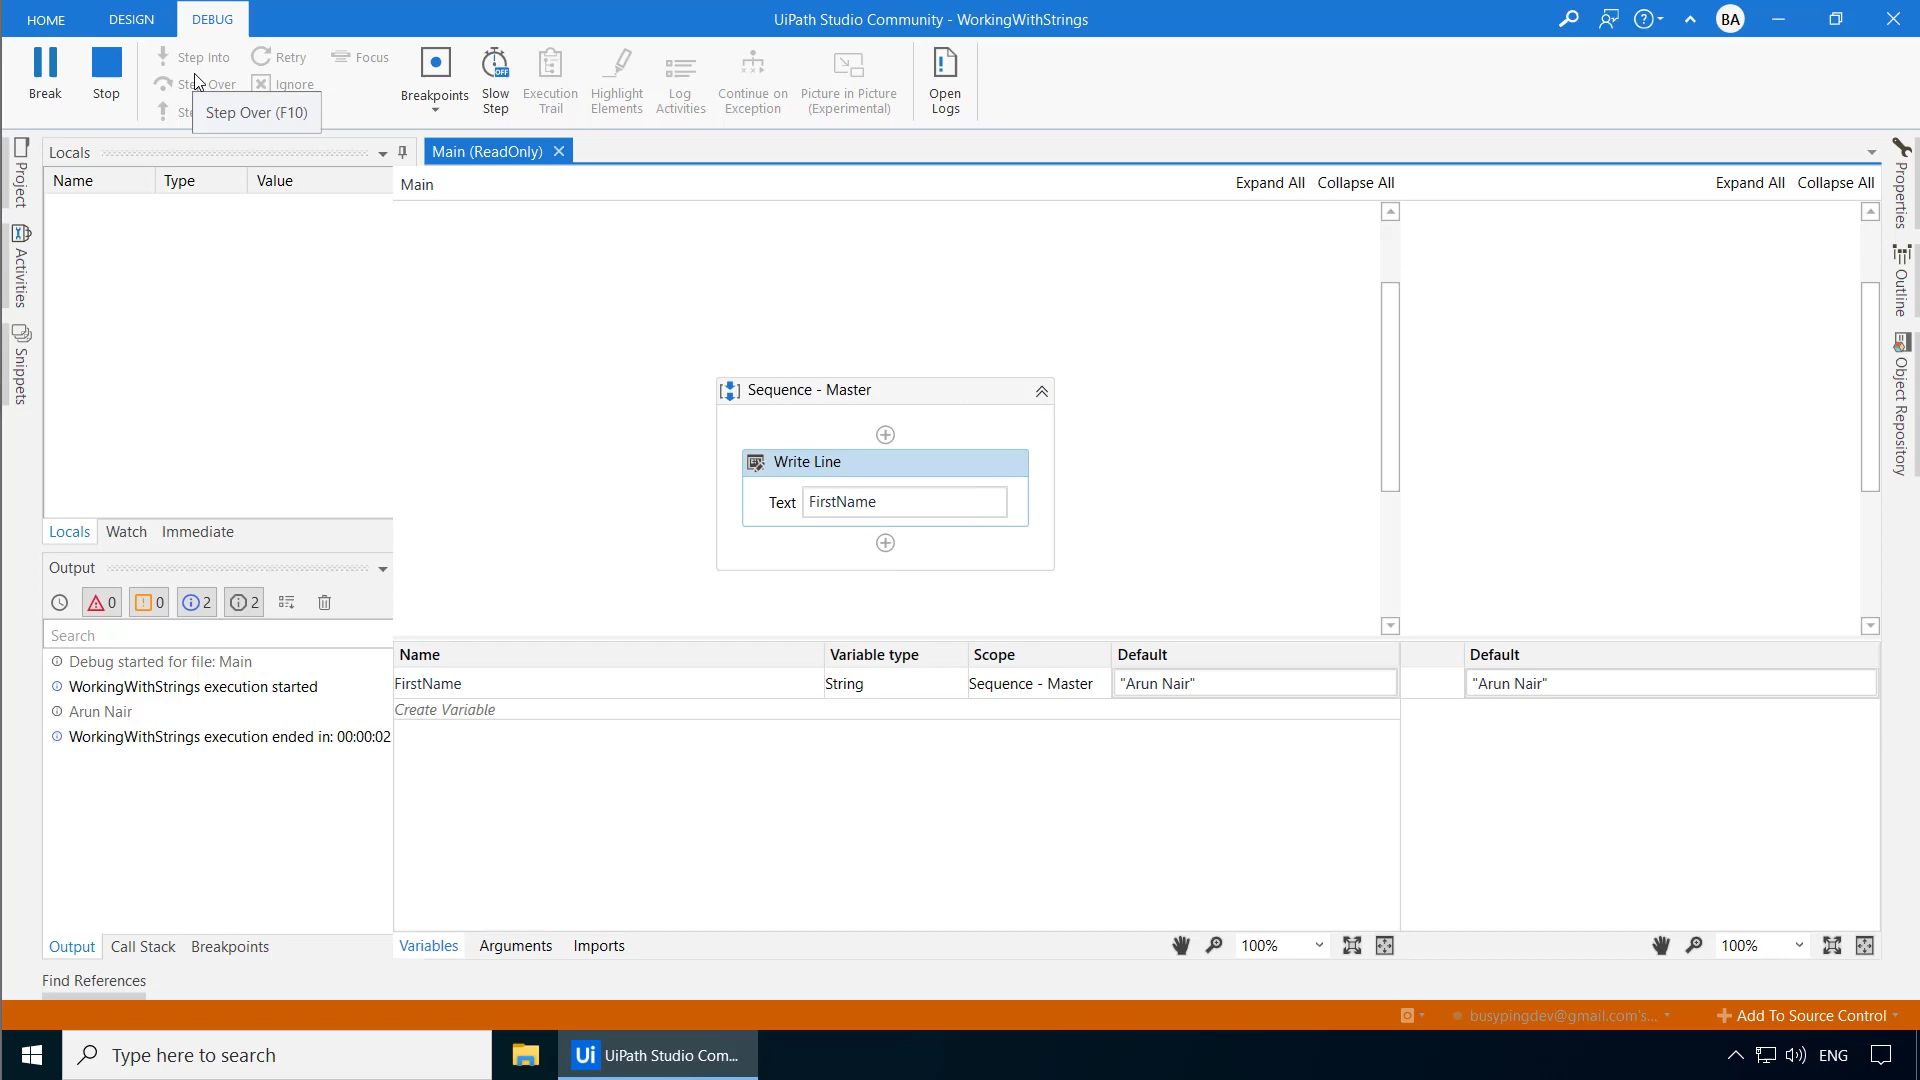 HOME DESIGN DEBUG UiPath Studio Community - WorkingWithStrings BA
Break
Stop
Step Into
Step Over
Retry
Ignore
Focus
Breakpoints
OFF
Slow Step
Execution Trail
Highlight Elements
Log Activities
Continue on Exception
Picture in Picture (Experimental)
Open Logs
Step Over (F10)
Project
Activities
Snippets
Locals
Name Type Value
Locals Watch Immediate
Output
0 0 2 2
Search
Debug started for file: Main
WorkingWithStrings execution started
Arun Nair
WorkingWithStrings execution ended in: 00:00:02
Output Call Stack Breakpoints
Find References
Main (ReadOnly)
Main Expand All Collapse All Expand All Collapse All
Sequence - Master
Write Line
Text FirstName
Name Variable type Scope Default Default
FirstName String Sequence - Master "Arun Nair" "Arun Nair"
Create Variable
Variables Arguments Imports 100% 100%
Properties
Outline
Object Repository
busypingdev@gmail.com's... Add To Source Control
Type here to search
Ui UiPath Studio Com...
ENG